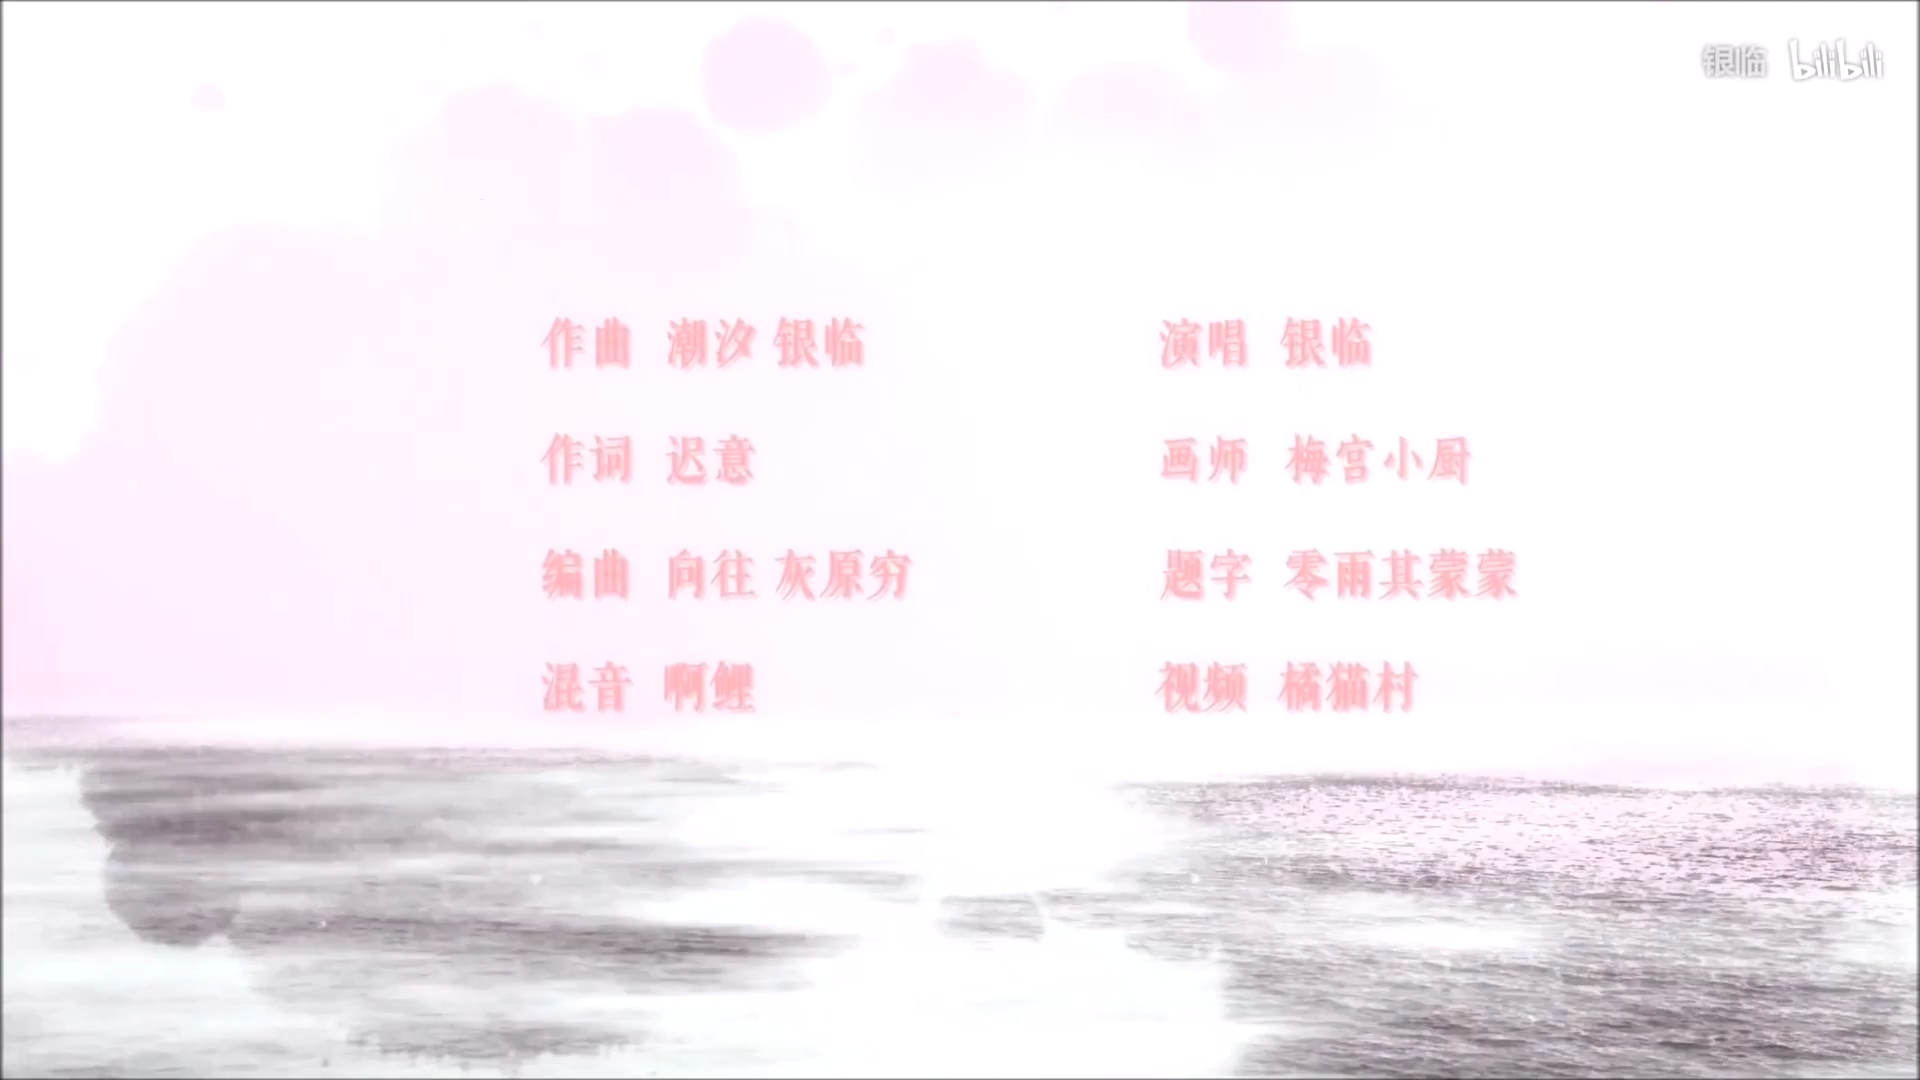 银临 bilibili
作曲 潮汐 银临
演唱 银临
作词 迟意
画师 梅宫小厨
编曲 向往 灰原穷
题字 零雨其蒙蒙
混音 啊鲤
视频 橘猫村